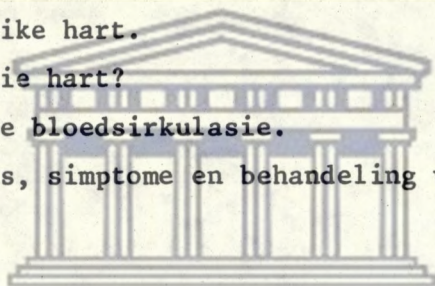 ike hart.
ie hart?
e bloedsirkulasie.
s, simptome en behandeling